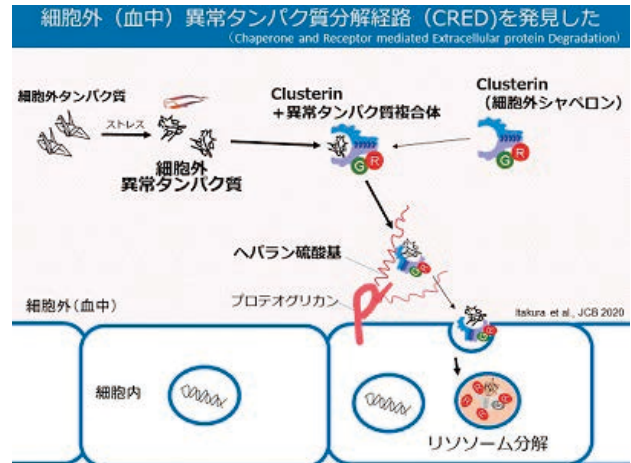 細胞外（血中）異常タンパク質分解経路（CRED)を発見した
（Chaperone and Receptor mediated Extracellular protein Degradation）
細胞外タンパク質
ストレス
細胞外
異常タンパク質
Clusterin
＋異常タンパク質複合体
G R
Clusterin
（細胞外シャペロン）
G R
ヘパラン硫酸基
プロテオグリカン
細胞外（血中）
Itakura et al., JCB 2020
細胞内
リソソーム分解